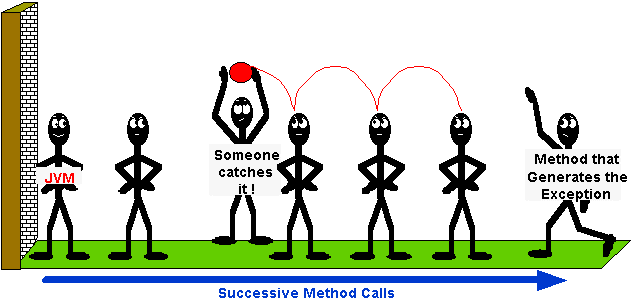 JVM
Someone
catches
it !
Method that
Generates the
Exception
Successive Method Calls